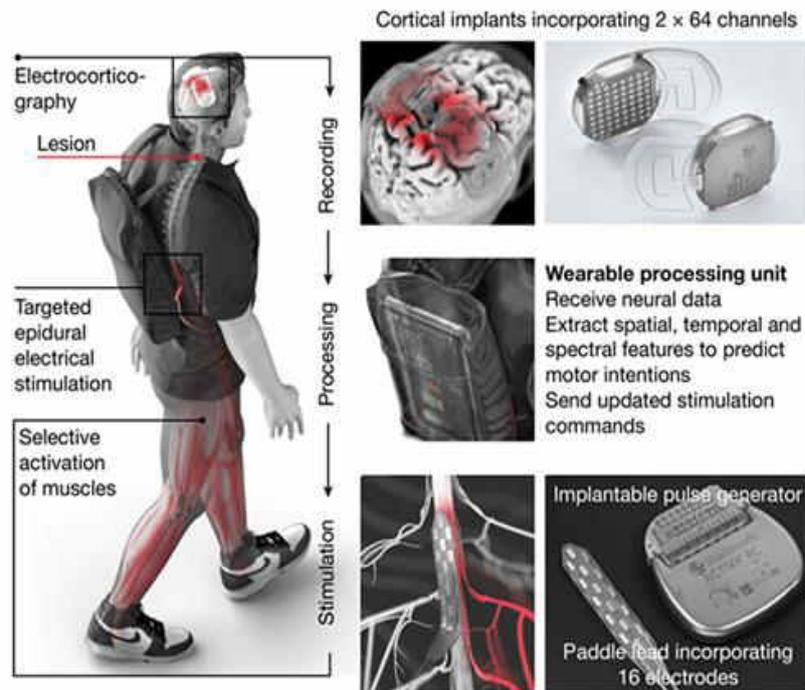 Cortical implants incorporating 2 × 64 channels
Electrocortico-
graphy
Lesion
Recording
Targeted
epidural
electrical
stimulation
Processing
Wearable processing unit
Receive neural data
Extract spatial, temporal and
spectral features to predict
motor intentions
Send updated stimulation
commands
Selective
activation
of muscles
Stimulation
Implantable pulse generator
Paddle lead incorporating
16 electrodes